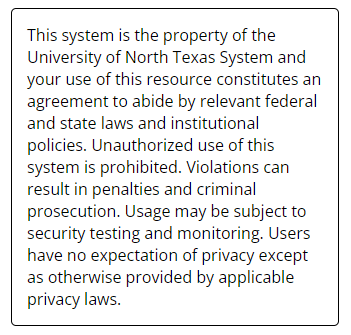 This system is the property of the
University of North Texas System and
your use of this resource constitutes an
agreement to abide by relevant federal
and state laws and institutional
policies. Unauthorized use of this
system is prohibited. Violations can
result in penalties and criminal
prosecution. Usage may be subject to
security testing and monitoring. Users
have no expectation of privacy except
as otherwise provided by applicable
privacy laws.